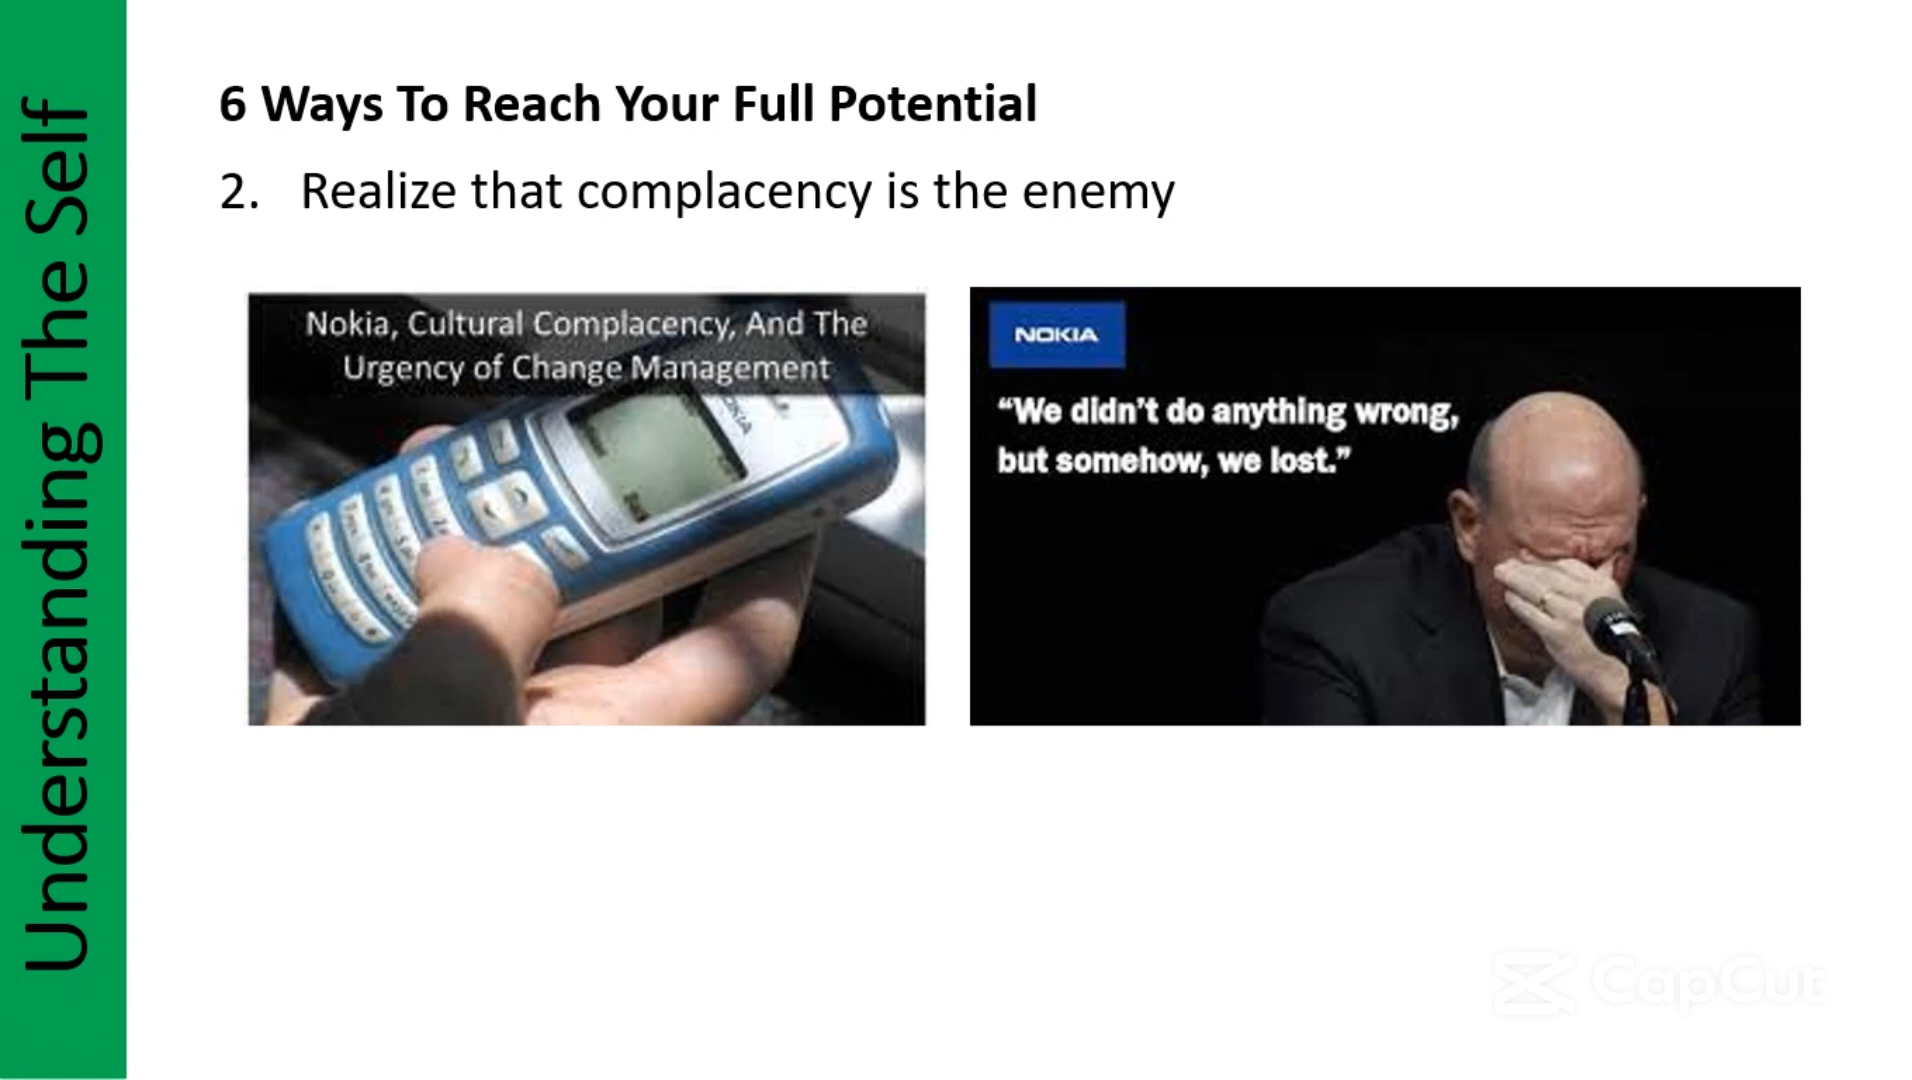 Understanding The Self
6 Ways To Reach Your Full Potential
2. Realize that complacency is the enemy
Nokia, Cultural Complacency, And The
Urgency of Change Management
NOKIA
NOKIA
“We didn’t do anything wrong,
but somehow, we lost.”
CapCut